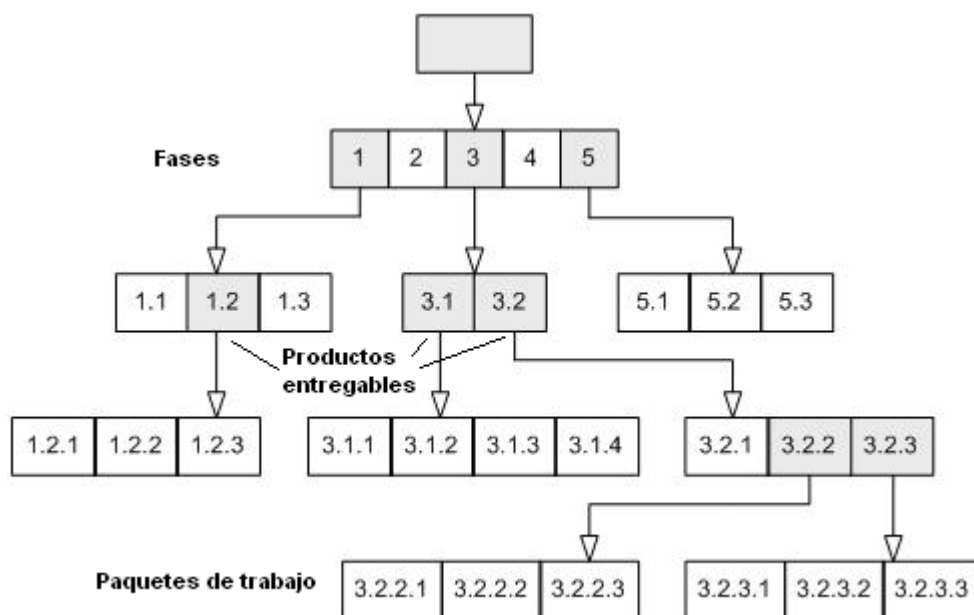 Fases
1 2 3 4 5
1.1 1.2 1.3
3.1 3.2
5.1 5.2 5.3
Productos
entregables
1.2.1 1.2.2 1.2.3
3.1.1 3.1.2 3.1.3 3.1.4
3.2.1 3.2.2 3.2.3
Paquetes de trabajo
3.2.2.1 3.2.2.2 3.2.2.3
3.2.3.1 3.2.3.2 3.2.3.3